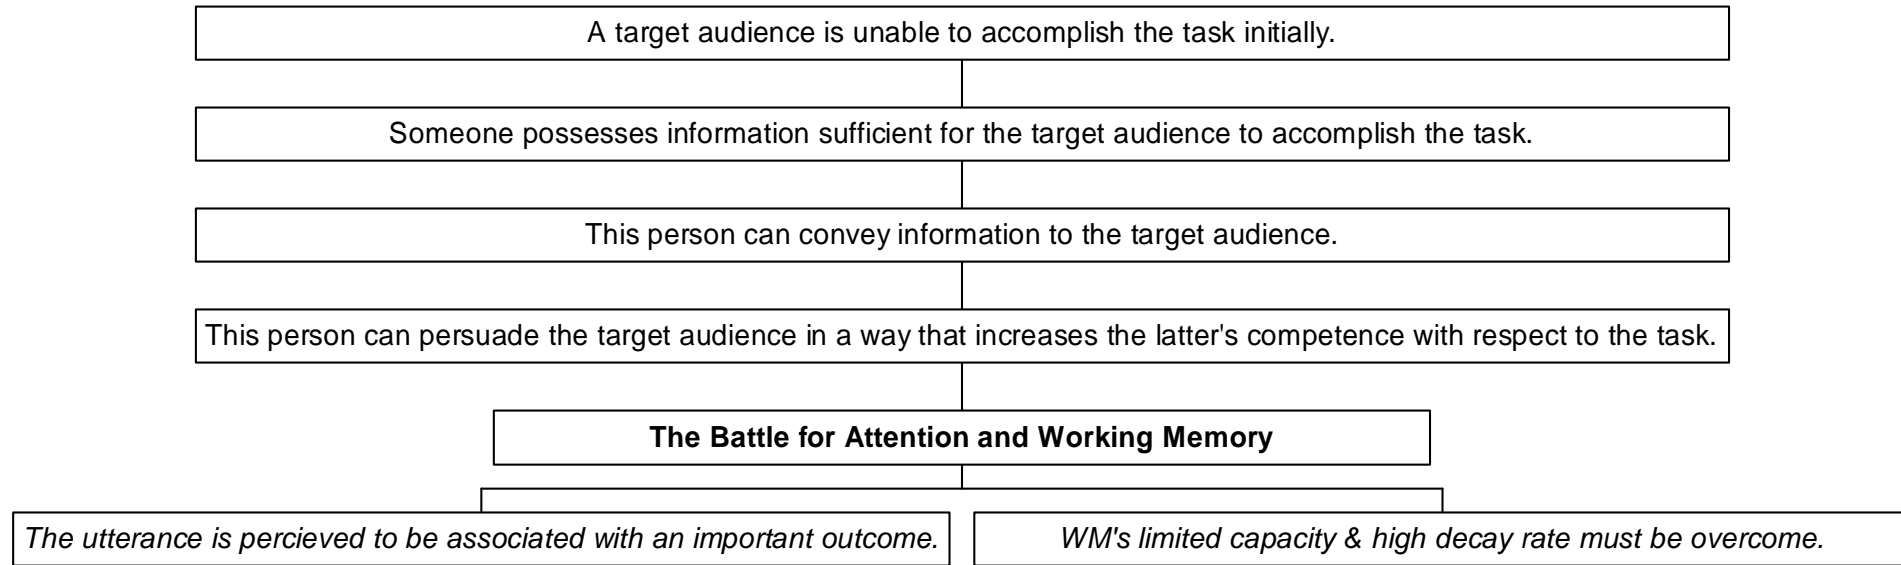 A target audience is unable to accomplish the task initially.
Someone possesses information sufficient for the target audience to accomplish the task.
This person can convey information to the target audience.
This person can persuade the target audience in a way that increases the latter's competence with respect to the task.
The Battle for Attention and Working Memory
The utterance is percieved to be associated with an important outcome.
WM's limited capacity & high decay rate must be overcome.